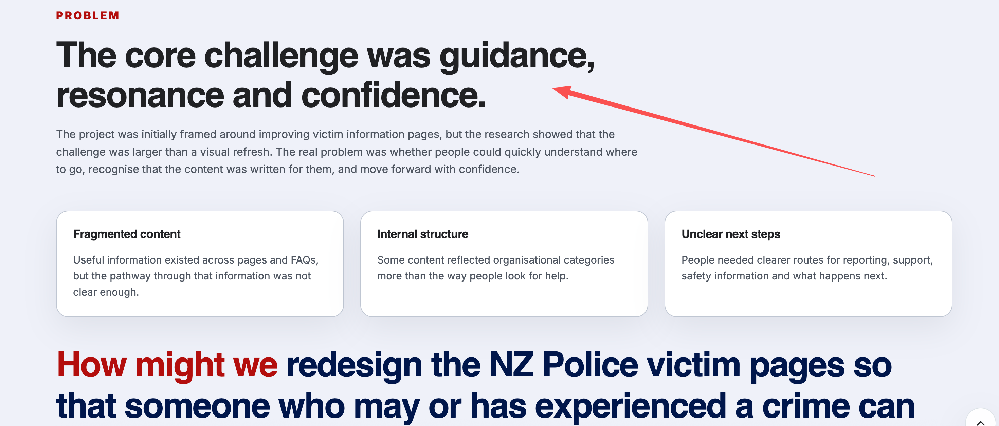 PROBLEM
The core challenge was guidance,
resonance and confidence.
The project was initially framed around improving victim information pages, but the research showed that the
challenge was larger than a visual refresh. The real problem was whether people could quickly understand where
to go, recognise that the content was written for them, and move forward with confidence.
Fragmented content
Useful information existed across pages and FAQs,
but the pathway through that information was not
clear enough.
Internal structure
Some content reflected organisational categories
more than the way people look for help.
Unclear next steps
People needed clearer routes for reporting, support,
safety information and what happens next.
How might we redesign the NZ Police victim pages so
that someone who may or has experienced a crime can